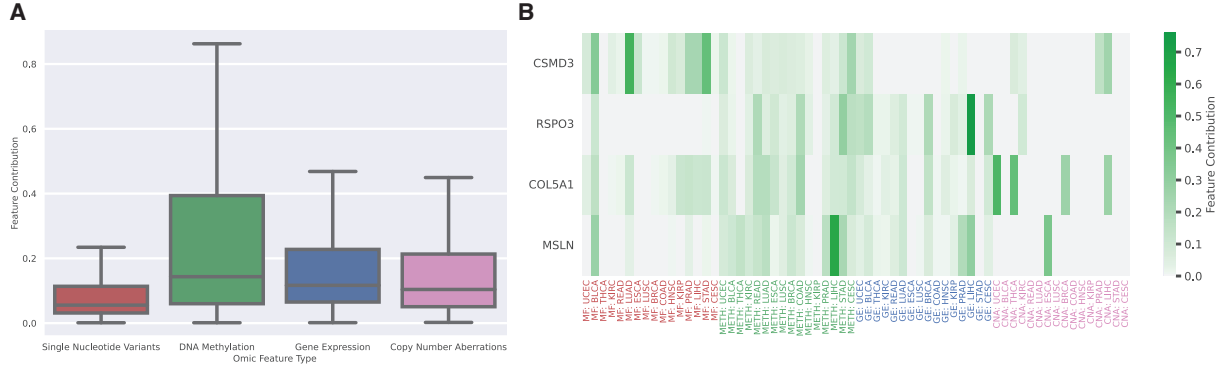 A
Feature Contribution
0.8
0.6
0.4
0.2
0.0
Single Nucleotide Variants
DNA Methylation
Gene Expression
Copy Number Aberrations
Omic Feature Type
B
CSMD3
RSPO3
COL5A1
MSLN
MF: UCEC
MF: BLCA
MF: THCA
MF: KIRC
MF: READ
MF: LUAD
MF: ESCA
MF: LUSC
MF: BRCA
MF: COAD
MF: HNSC
MF: KIRP
MF: PRAD
MF: LIHC
MF: STAD
MF: CESC
METH: UCEC
METH: BLCA
METH: THCA
METH: KIRC
METH: READ
METH: LUAD
METH: ESCA
METH: LUSC
METH: BRCA
METH: COAD
METH: HNSC
METH: KIRP
METH: PRAD
METH: LIHC
METH: STAD
METH: CESC
GE: UCEC
GE: BLCA
GE: THCA
GE: KIRC
GE: READ
GE: LUAD
GE: ESCA
GE: LUSC
GE: BRCA
GE: COAD
GE: HNSC
GE: KIRP
GE: PRAD
GE: LIHC
GE: STAD
GE: CESC
CNA: UCEC
CNA: BLCA
CNA: THCA
CNA: KIRC
CNA: READ
CNA: LUAD
CNA: ESCA
CNA: LUSC
CNA: BRCA
CNA: COAD
CNA: HNSC
CNA: KIRP
CNA: PRAD
CNA: LIHC
CNA: STAD
CNA: CESC
0.7
0.6
0.5
0.4
0.3
0.2
0.1
0.0
Feature Contribution